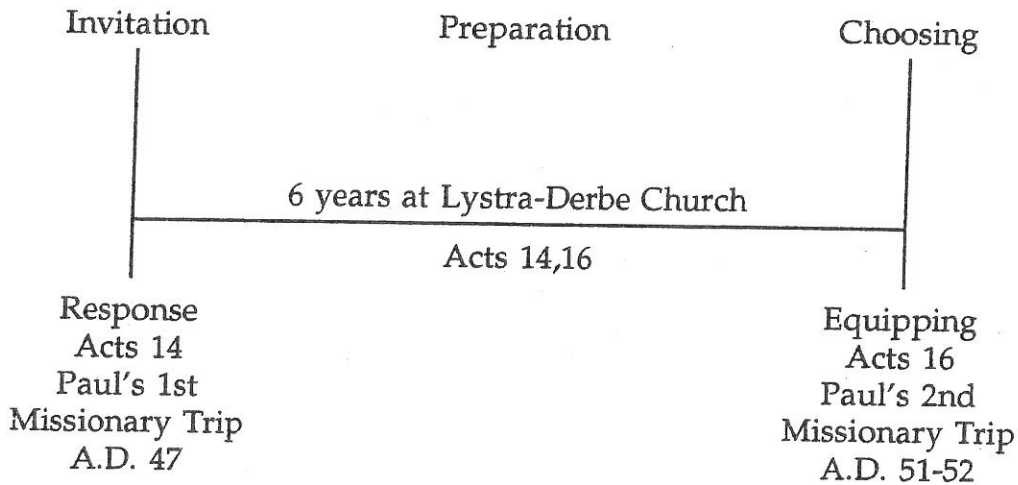 Invitation
Preparation
Choosing
6 years at Lystra-Derbe Church
Acts 14,16
Response
Acts 14
Paul's 1st
Missionary Trip
A.D. 47
Equipping
Acts 16
Paul's 2nd
Missionary Trip
A.D. 51-52